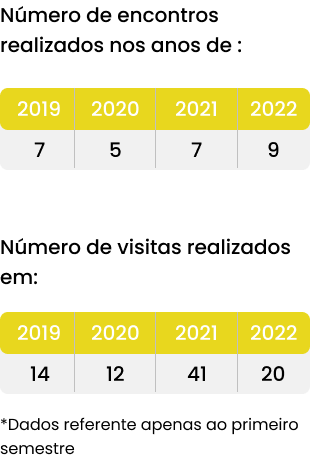 Número de encontros
realizados nos anos de :
2019 2020 2021 2022
7 5 7 9
Número de visitas realizados
em:
2019 2020 2021 2022
14 12 41 20
*Dados referente apenas ao primeiro
semestre